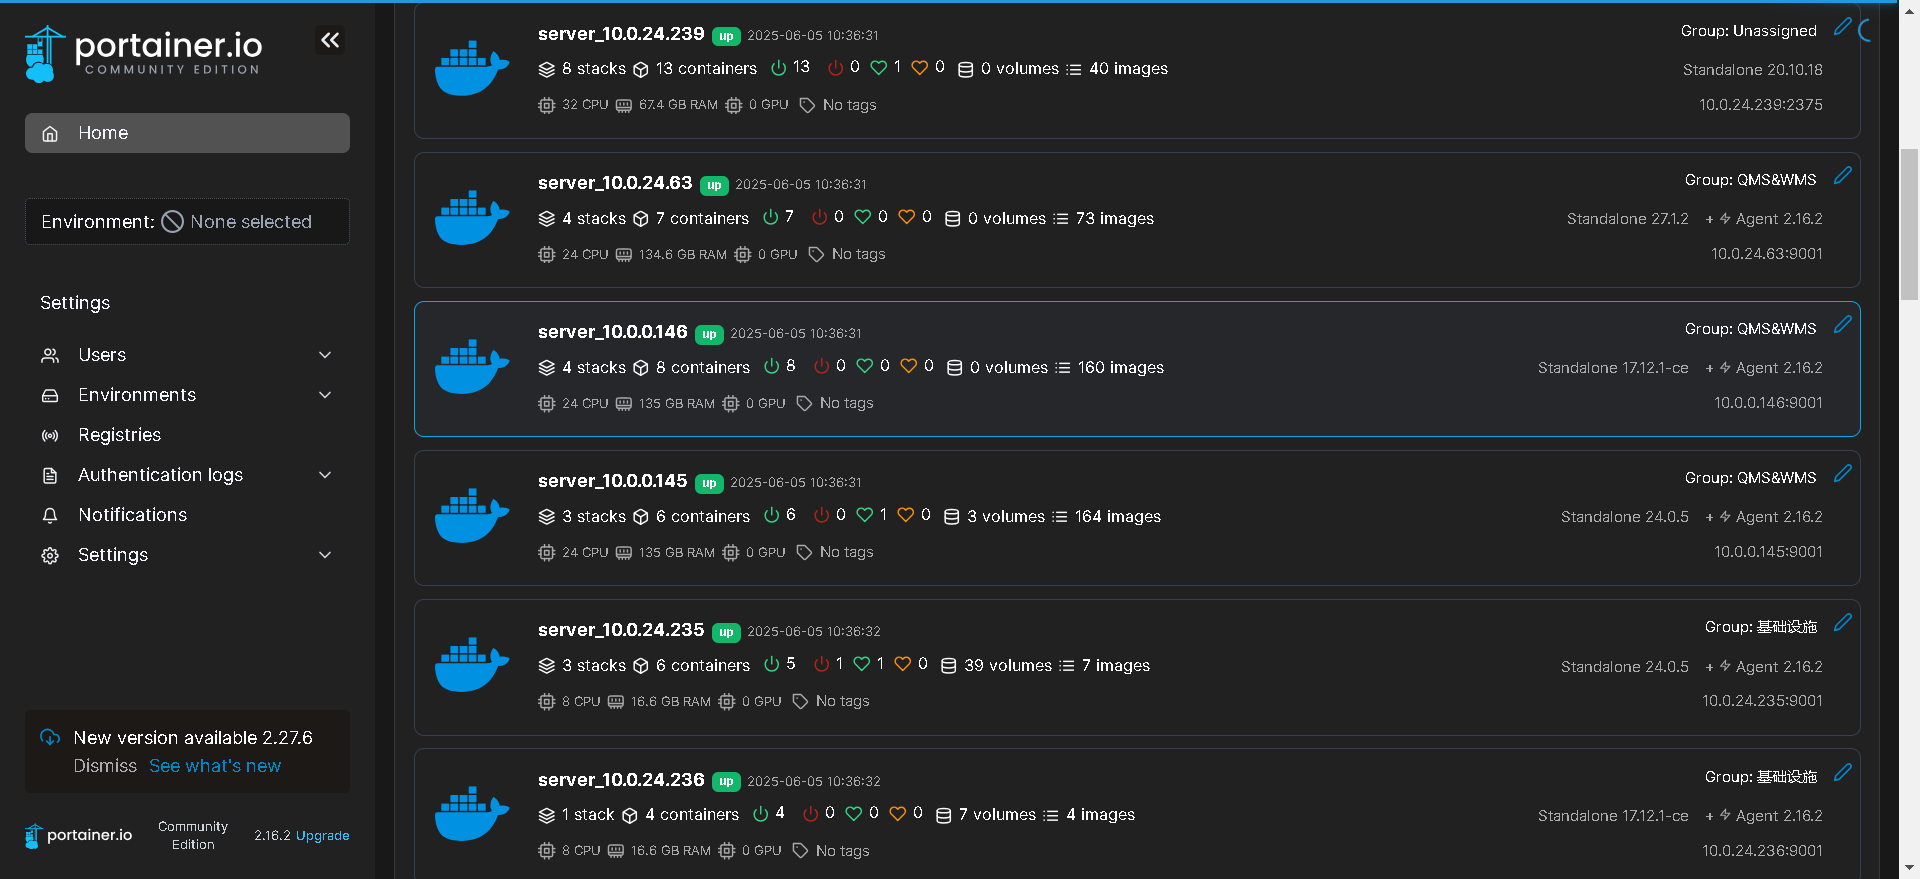 portainer.io
COMMUNITY EDITION
Home
Environment: None selected
Settings
Users
Environments
Registries
Authentication logs
Notifications
Settings
New version available 2.27.6
Dismiss See what's new
portainer.io Community Edition 2.16.2 Upgrade
server_10.0.24.239 up 2025-06-05 10:36:31 Group: Unassigned
8 stacks 13 containers 13 0 1 0 0 volumes 40 images Standalone 20.10.18
32 CPU 67.4 GB RAM 0 GPU No tags 10.0.24.239:2375
server_10.0.24.63 up 2025-06-05 10:36:31 Group: QMS&WMS
4 stacks 7 containers 7 0 0 0 0 volumes 73 images Standalone 27.1.2 + Agent 2.16.2
24 CPU 134.6 GB RAM 0 GPU No tags 10.0.24.63:9001
server_10.0.0.146 up 2025-06-05 10:36:31 Group: QMS&WMS
4 stacks 8 containers 8 0 0 0 0 volumes 160 images Standalone 17.12.1-ce + Agent 2.16.2
24 CPU 135 GB RAM 0 GPU No tags 10.0.0.146:9001
server_10.0.0.145 up 2025-06-05 10:36:31 Group: QMS&WMS
3 stacks 6 containers 6 0 1 0 3 volumes 164 images Standalone 24.0.5 + Agent 2.16.2
24 CPU 135 GB RAM 0 GPU No tags 10.0.0.145:9001
server_10.0.24.235 up 2025-06-05 10:36:32 Group: 基础设施
3 stacks 6 containers 5 1 1 0 39 volumes 7 images Standalone 24.0.5 + Agent 2.16.2
8 CPU 16.6 GB RAM 0 GPU No tags 10.0.24.235:9001
server_10.0.24.236 up 2025-06-05 10:36:32 Group: 基础设施
1 stack 4 containers 4 0 0 0 7 volumes 4 images Standalone 17.12.1-ce + Agent 2.16.2
8 CPU 16.6 GB RAM 0 GPU No tags 10.0.24.236:9001